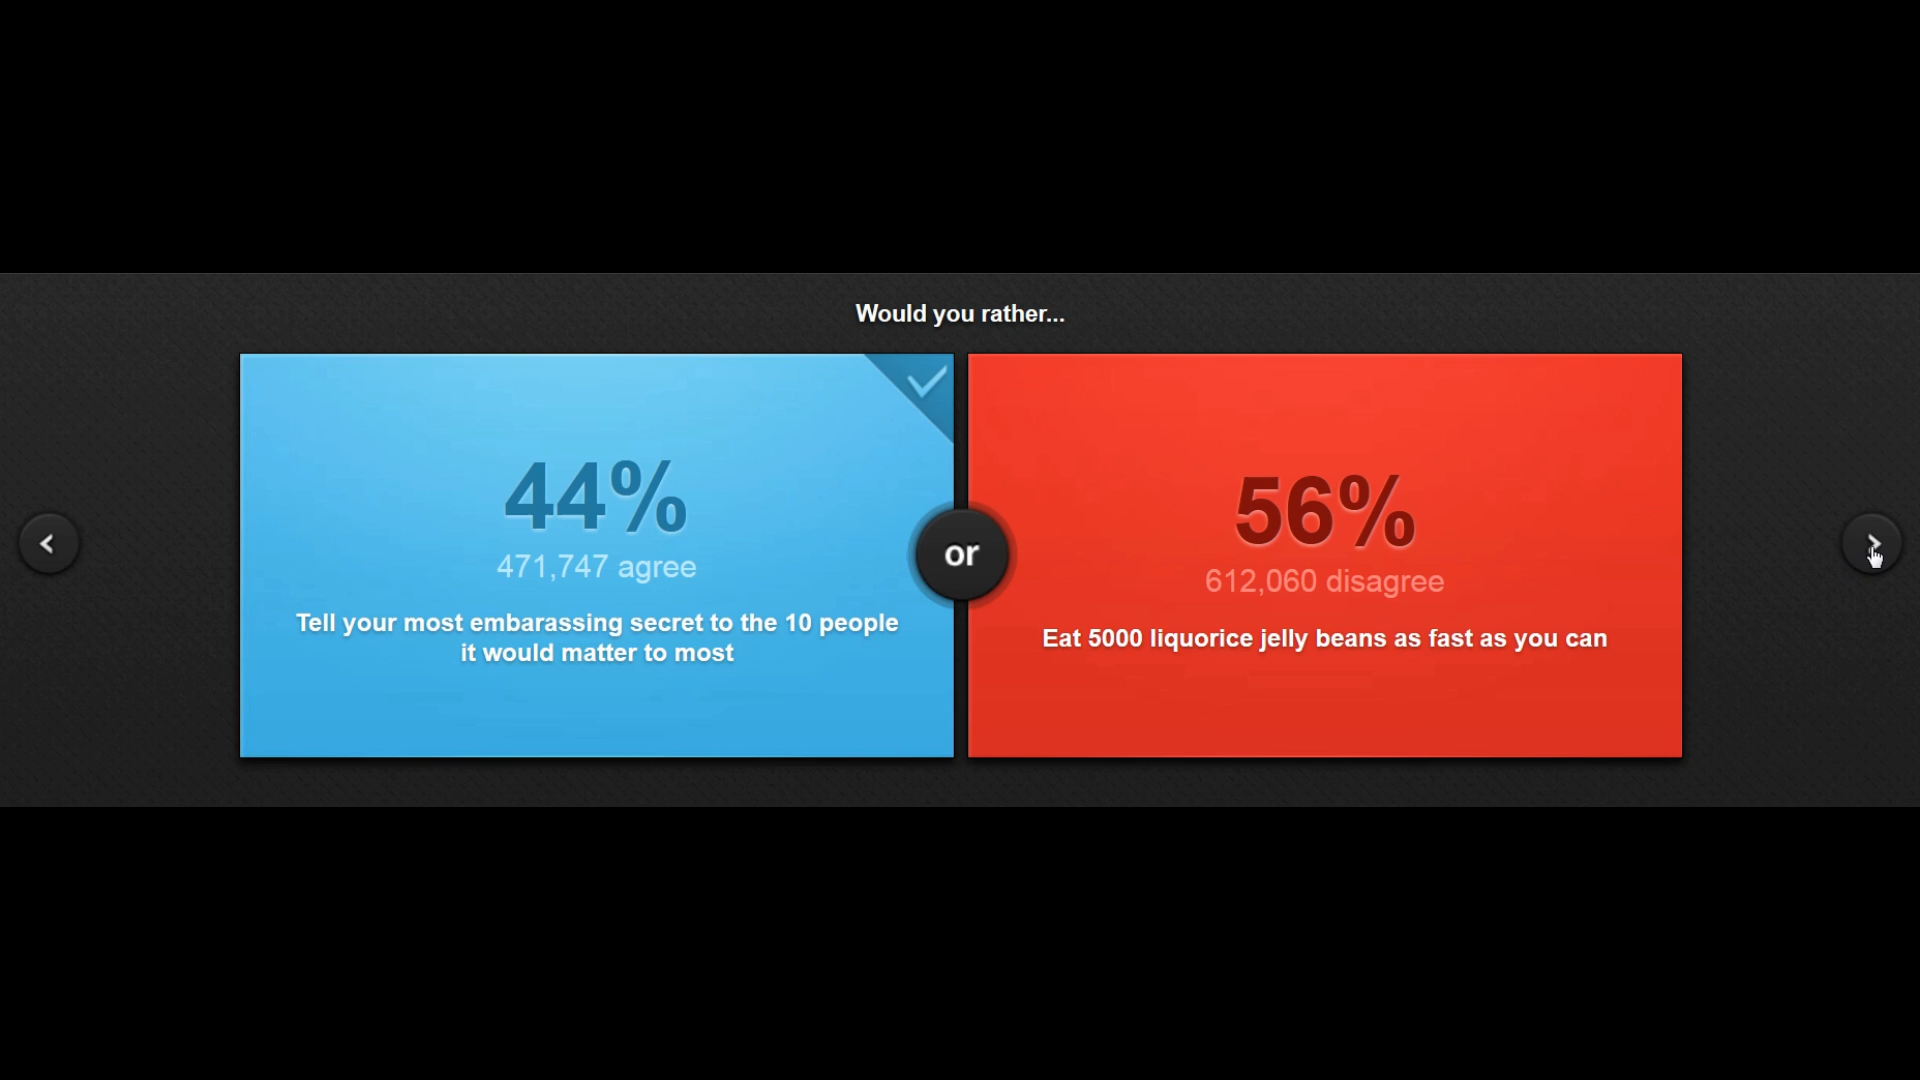 Would you rather...
44%
471,747 agree
Tell your most embarassing secret to the 10 people
it would matter to most
or
56%
612,060 disagree
Eat 5000 liquorice jelly beans as fast as you can